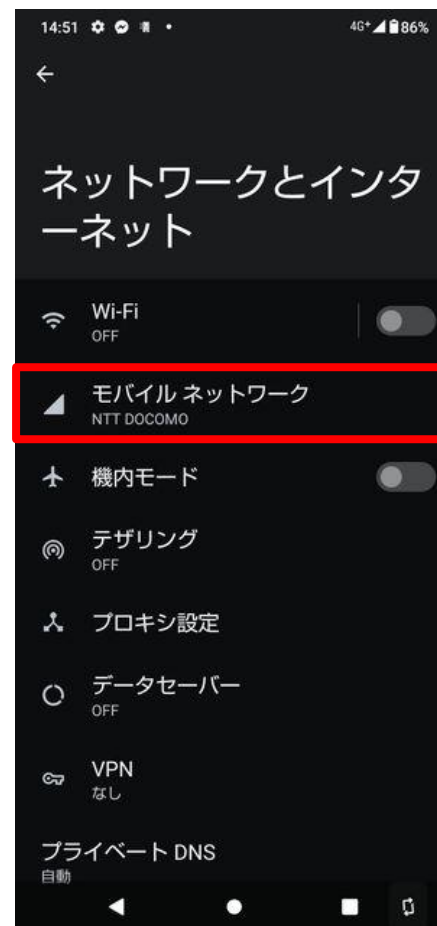 14:51
4G+ 86%
ネットワークとインタ
ーネット
Wi-Fi
OFF
モバイル ネットワーク
NTT DOCOMO
機内モード
テザリング
OFF
プロキシ設定
データセーバー
OFF
VPN
なし
プライベート DNS
自動